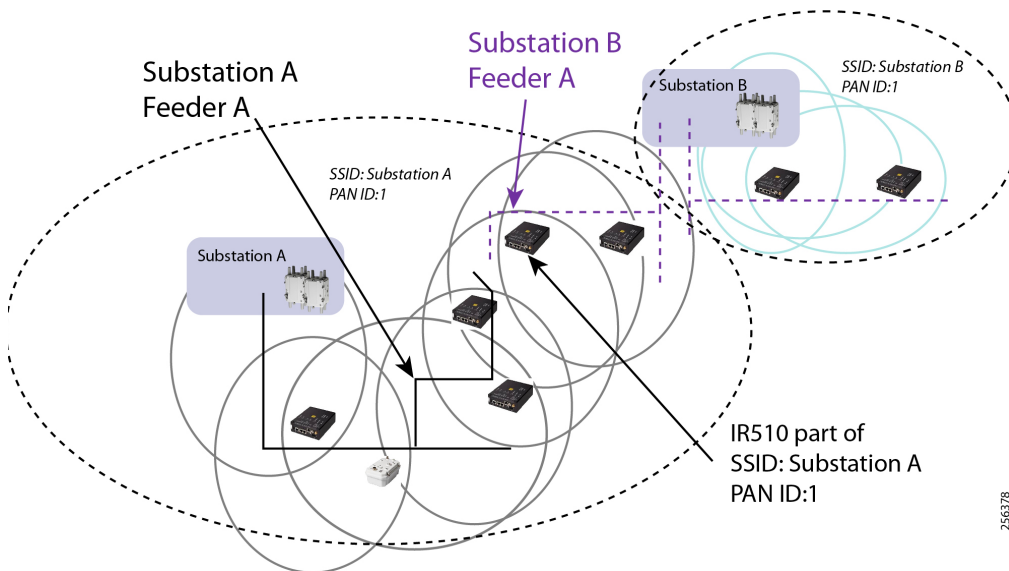 Substation A
Feeder A
Substation B
Feeder A
SSID: Substation A
PAN ID:1
Substation B
SSID: Substation B
PAN ID:1
Substation A
IR510 part of
SSID: Substation A
PAN ID:1
256378